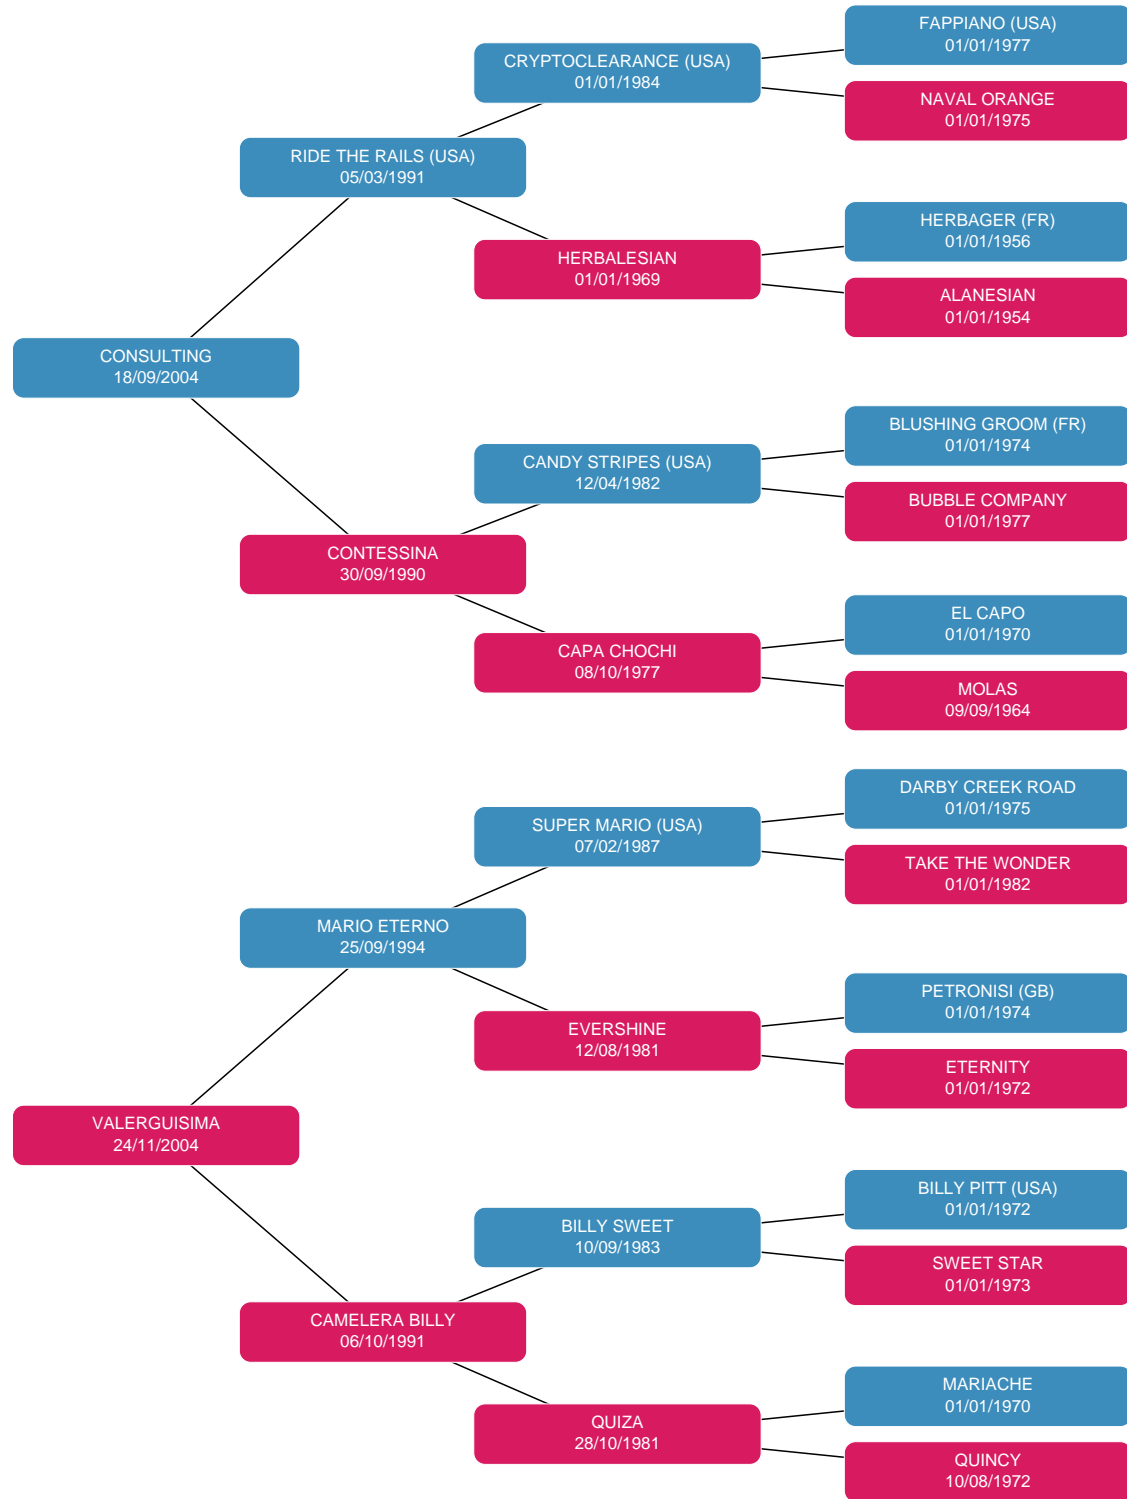 FAPPIANO (USA)
01/01/1977
CRYPTOCLEARANCE (USA)
01/01/1984
NAVAL ORANGE
01/01/1975
RIDE THE RAILS (USA)
05/03/1991
HERBAGER (FR)
01/01/1956
HERBALESIAN
01/01/1969
ALANESIAN
01/01/1954
CONSULTING
18/09/2004
BLUSHING GROOM (FR)
01/01/1974
CANDY STRIPES (USA)
12/04/1982
BUBBLE COMPANY
01/01/1977
CONTESSINA
30/09/1990
EL CAPO
01/01/1970
CAPA CHOCHI
08/10/1977
MOLAS
09/09/1964
DARBY CREEK ROAD
01/01/1975
SUPER MARIO (USA)
07/02/1987
TAKE THE WONDER
01/01/1982
MARIO ETERNO
25/09/1994
PETRONISI (GB)
01/01/1974
EVERSHINE
12/08/1981
ETERNITY
01/01/1972
VALERGUISIMA
24/11/2004
BILLY PITT (USA)
01/01/1972
BILLY SWEET
10/09/1983
SWEET STAR
01/01/1973
CAMELERA BILLY
06/10/1991
MARIACHE
01/01/1970
QUIZA
28/10/1981
QUINCY
10/08/1972